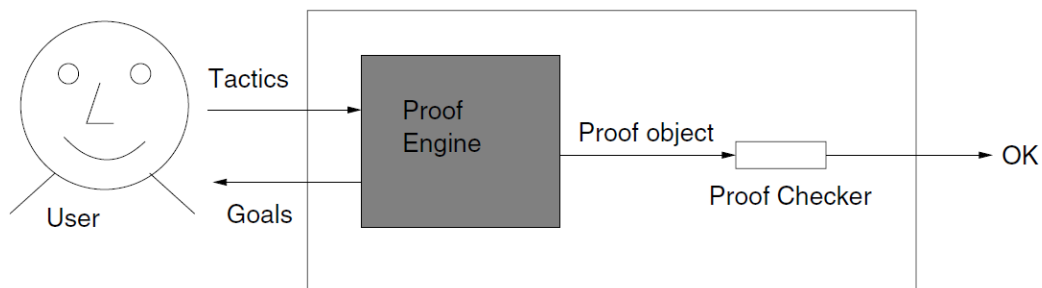 Tactics
Proof
Engine
Proof object
OK
Proof Checker
Goals
User